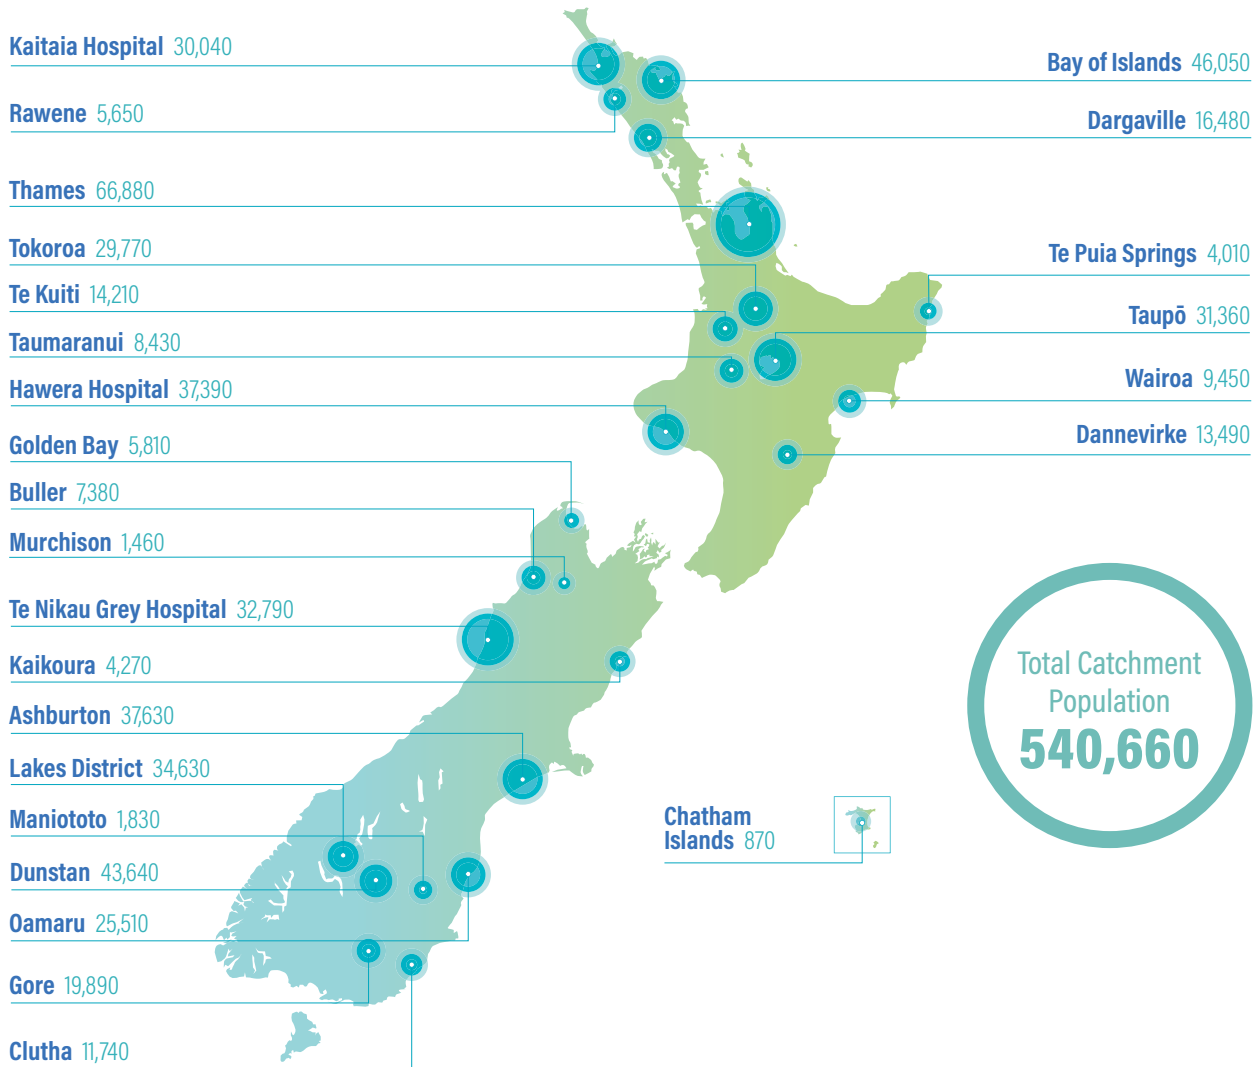 Kaitaia Hospital 30,040
Rawene 5,650
Thames 66,880
Tokoroa 29,770
Te Kuiti 14,210
Taumaranui 8,430
Hawera Hospital 37,390
Golden Bay 5,810
Buller 7,380
Murchison 1,460
Te Nikau Grey Hospital 32,790
Kaikoura 4,270
Ashburton 37,630
Lakes District 34,630
Maniototo 1,830
Dunstan 43,640
Oamaru 25,510
Gore 19,890
Clutha 11,740
Bay of Islands 46,050
Dargaville 16,480
Te Puia Springs 4,010
Taupō 31,360
Wairoa 9,450
Dannevirke 13,490
Total Catchment
Population
540,660
Chatham
Islands 870